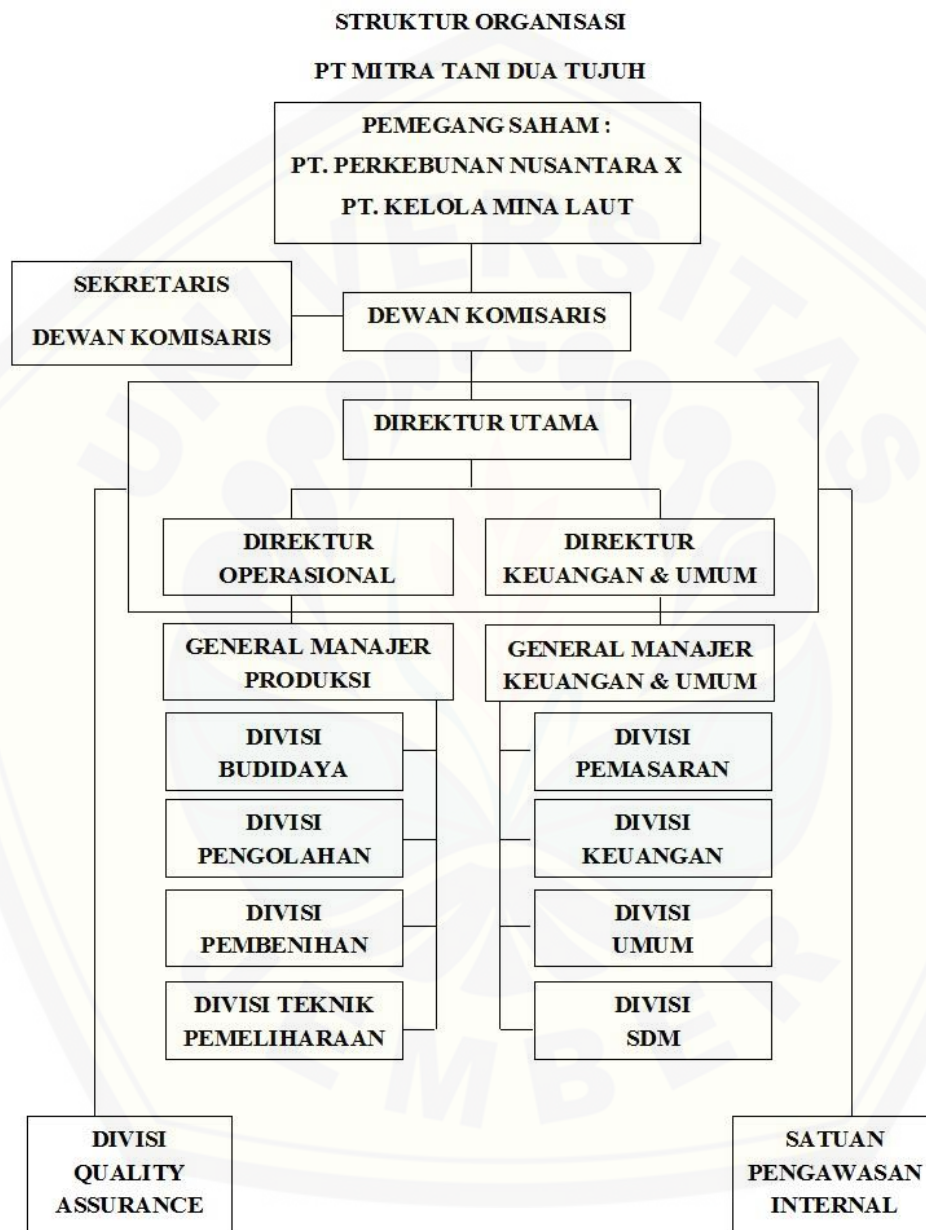 STRUKTUR ORGANISASI
PT MITRA TANI DUA TUJUH
PEMEGANG SAHAM :
PT. PERKEBUNAN NUSANTARA X
PT. KELOLA MINA LAUT
SEKRETARIS
DEWAN KOMISARIS
DEWAN KOMISARIS
DIREKTUR UTAMA
DIREKTUR
OPERASIONAL
DIREKTUR
KEUANGAN & UMUM
GENERAL MANAJER
PRODUKSI
GENERAL MANAJER
KEUANGAN & UMUM
DIVISI
BUDIDAYA
DIVISI
PEMASARAN
DIVISI
PENGOLAHAN
DIVISI
KEUANGAN
DIVISI
PEMBENIHAN
DIVISI
UMUM
DIVISI TEKNIK
PEMELIHARAAN
DIVISI
SDM
DIVISI
QUALITY
ASSURANCE
SATUAN
PENGAWASAN
INTERNAL
UNIVERSITAS
JEMBER